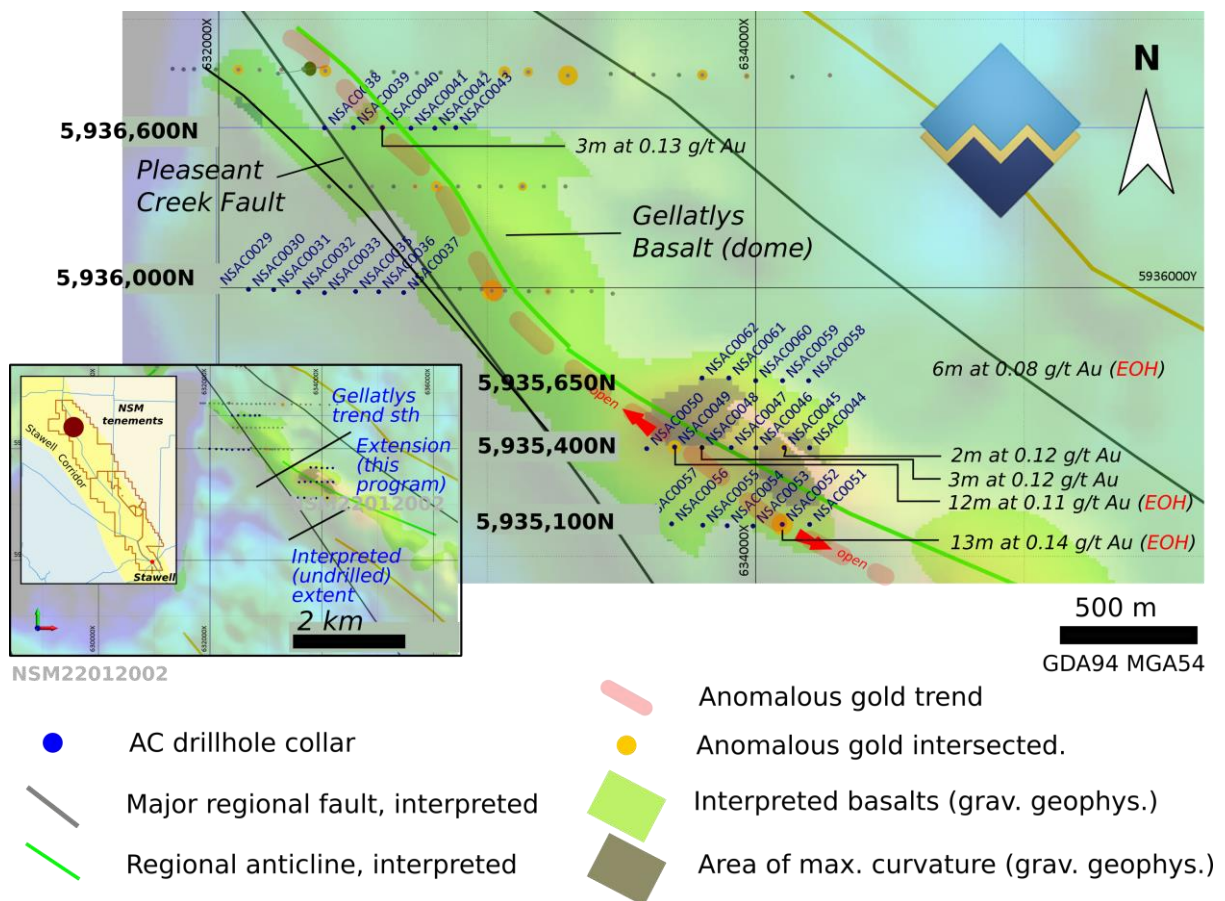 632000X
634000X
N
NSAC0038
NSAC0039
NSAC0040
NSAC0041
NSAC0042
NSAC0043
5,936,600N
3m at 0.13 g/t Au
Pleaseant
Creek Fault
Gellatlys
Basalt (dome)
NSAC0029
NSAC0030
NSAC0031
NSAC0032
NSAC0033
NSAC0035
NSAC0036
NSAC0037
5,936,000N
5936000Y
NSAC0062
NSAC0061
NSAC0060
NSAC0059
NSAC0058
5,935,650N
6m at 0.08 g/t Au (EOH)
open
NSAC0050
NSAC0049
NSAC0048
NSAC0047
NSAC0046
NSAC0045
NSAC0044
5,935,400N
2m at 0.12 g/t Au
3m at 0.12 g/t Au
12m at 0.11 g/t Au (EOH)
NSAC0057
NSAC0056
NSAC0055
NSAC0054
NSAC0053
NSAC0052
NSAC0051
5,935,100N
13m at 0.14 g/t Au (EOH)
open
634000X
NSM
tenements
Stawell Corridor
Stawell
632000X
634000X
636000X
Gellatlys
trend sth
Extension (this
program)
NSM22012002
Interpreted
(undrilled)
extent
630000X
632000X
2 km
500 m
GDA94 MGA54
NSM22012002
AC drillhole collar
Major regional fault, interpreted
Regional anticline, interpreted
Anomalous gold trend
Anomalous gold intersected.
Interpreted basalts (grav. geophys.)
Area of max. curvature (grav. geophys.)